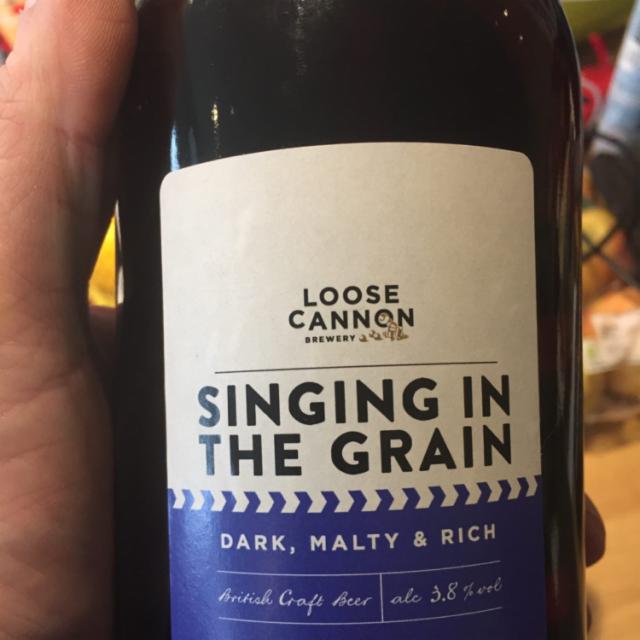 LOOSE
CANNON
BREWERY
SINGING IN
THE GRAIN
DARK, MALTY & RICH
British Craft Beer alc 3.8 % vol